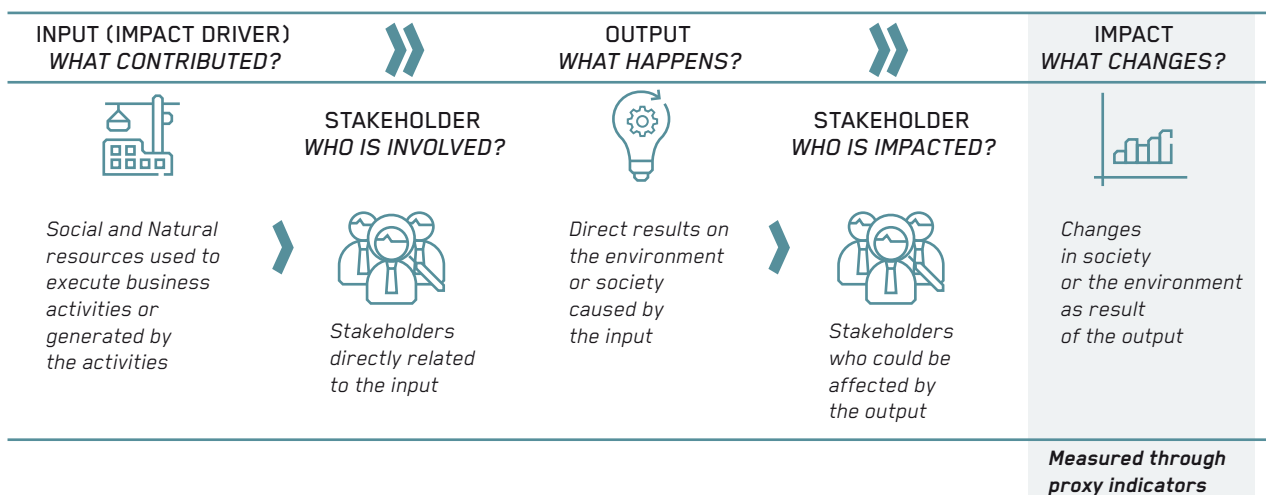 INPUT (IMPACT DRIVER)
WHAT CONTRIBUTED?
OUTPUT
WHAT HAPPENS?
IMPACT
WHAT CHANGES?
STAKEHOLDER
WHO IS INVOLVED?
STAKEHOLDER
WHO IS IMPACTED?
Social and Natural
resources used to
execute business
activities or
generated by
the activities
Stakeholders
directly related
to the input
Direct results on
the environment
or society
caused by
the input
Stakeholders
who could be
affected by
the output
Changes
in society
or the environment
as result
of the output
Measured through
proxy indicators